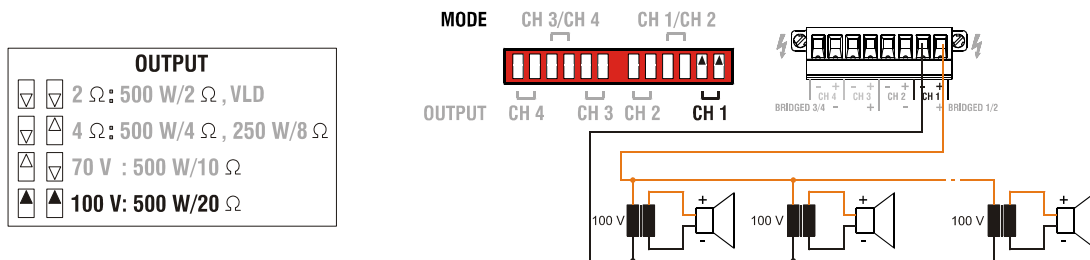 OUTPUT
2 Ω: 500 W/2 Ω, VLD
4 Ω: 500 W/4 Ω, 250 W/8 Ω
70 V : 500 W/10 Ω
100 V: 500 W/20 Ω
MODE CH 3/CH 4 CH 1/CH 2
OUTPUT CH 4 CH 3 CH 2 CH 1
- + - + - + - +
CH 4 CH 3 CH 2 CH 1
BRIDGED 3/4 - + - + BRIDGED 1/2
100 V + -
100 V + -
100 V + -